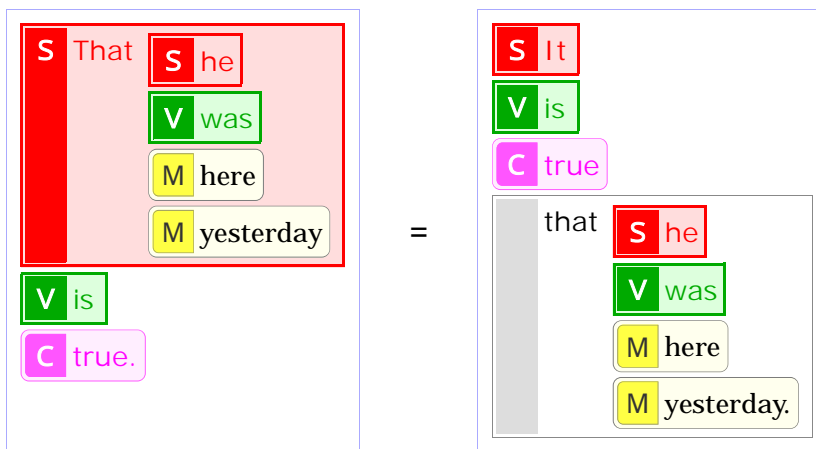 S That S he
V was
M here
M yesterday
V is
C true.
=
S It
V is
C true
that S he
V was
M here
M yesterday.